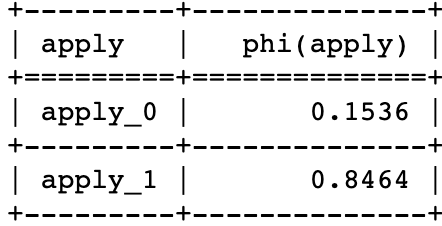 +---------+--------------+
| apply   |   phi(apply) |
+=========+==============+
| apply_0 |       0.1536 |
+---------+--------------+
| apply_1 |       0.8464 |
+---------+--------------+